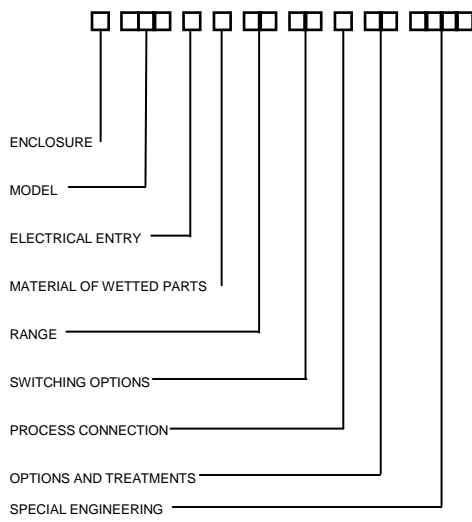 ENCLOSURE
MODEL
ELECTRICAL ENTRY
MATERIAL OF WETTED PARTS
RANGE
SWITCHING OPTIONS
PROCESS CONNECTION
OPTIONS AND TREATMENTS
SPECIAL ENGINEERING